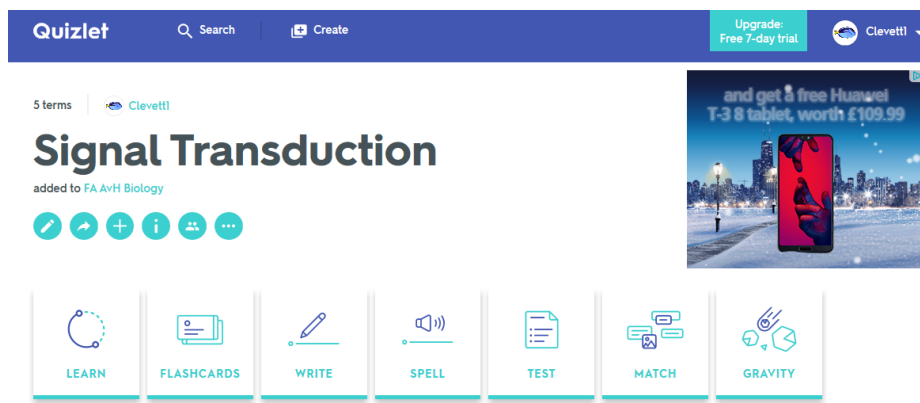 Quizlet
Search
Create
Upgrade:
Free 7-day trial
Clevett1
5 terms
Clevett1
and get a free Huawei
T-3 8 tablet, worth £109.99
Signal Transduction
added to FA AvH Biology
LEARN
FLASHCARDS
WRITE
SPELL
TEST
MATCH
GRAVITY